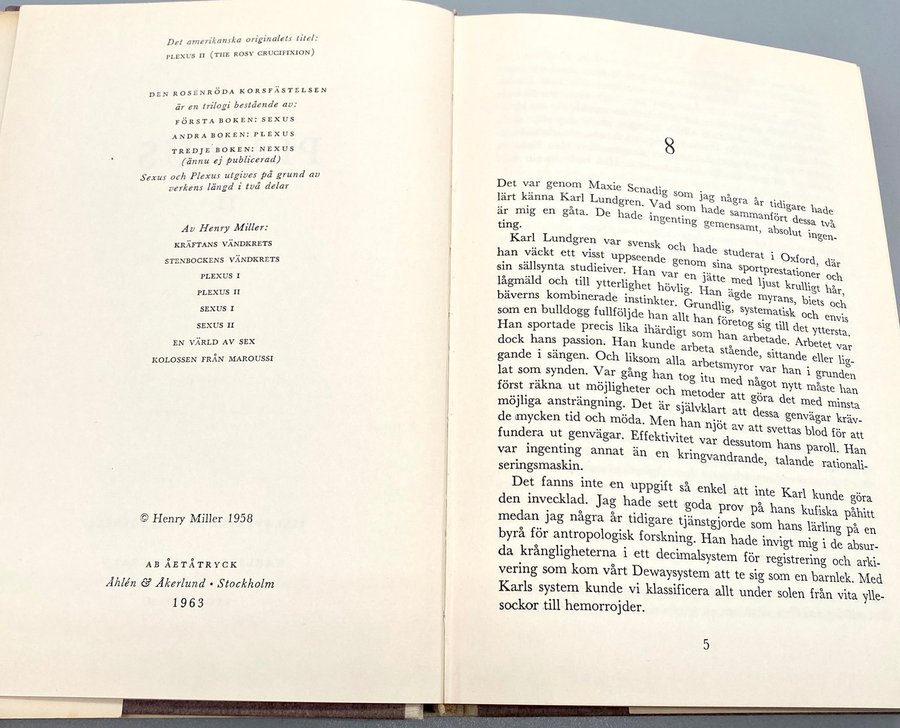 Det amerikanska originalets titel:
PLEXUS II (THE ROSY CRUCIFIXION)
DEN ROSENRÖDA KORSFÄSTELSEN
är en trilogi bestående av:
FÖRSTA BOKEN: SEXUS
ANDRA BOKEN: PLEXUS
TREDJE BOKEN: NEXUS
(ännu ej publicerad)
Sexus och Plexus utgives på grund av
verkens längd i två delar
Av Henry Miller:
KRÄFTANS VÄNDKRETS
STENBOCKENS VÄNDKRETS
PLEXUS I
PLEXUS II
SEXUS I
SEXUS II
EN VÄRLD AV SEX
KOLOSSEN FRÅN MAROUSSI
© Henry Miller 1958
AB ÅETÅTRYCK
Åhlén & Åkerlund · Stockholm
1963
8
Det var genom Maxie Scnadig som jag några år tidigare hade
lärt känna Karl Lundgren. Vad som hade sammanfört dessa två
är mig en gåta. De hade ingenting gemensamt, absolut ingen-
ting.
Karl Lundgren var svensk och hade studerat i Oxford, där
han väckt ett visst uppseende genom sina sportprestationer och
sin sällsynta studieiver. Han var en jätte med ljust krulligt hår,
lågmäld och till ytterlighet hövlig. Han ägde myrans, biets och
bäverns kombinerade instinkter. Grundlig, systematisk och envis
som en bulldogg fullföljde han allt han företog sig till det yttersta.
Han sportade precis lika ihärdigt som han arbetade. Arbetet var
dock hans passion. Han kunde arbeta stående, sittande eller lig-
gande i sängen. Och liksom alla arbetsmyror var han i grunden
lat som synden. Var gång han tog itu med något nytt måste han
först räkna ut möjligheter och metoder att göra det med minsta
möjliga ansträngning. Det är självklart att dessa genvägar kräv-
de mycken tid och möda. Men han njöt av att svettas blod för att
fundera ut genvägar. Effektivitet var dessutom hans paroll. Han
var ingenting annat än en kringvandrande, talande rationali-
seringsmaskin.
Det fanns inte en uppgift så enkel att inte Karl kunde göra
den invecklad. Jag hade sett goda prov på hans kufiska påhitt
medan jag några år tidigare tjänstgjorde som hans lärling på en
byrå för antropologisk forskning. Han hade invigt mig i de absur-
da krångligheterna i ett decimalsystem för registrering och arki-
vering som kom vårt Dewaysystem att te sig som en barnlek. Med
Karls system kunde vi klassificera allt under solen från vita ylle-
sockor till hemorrojder.
5